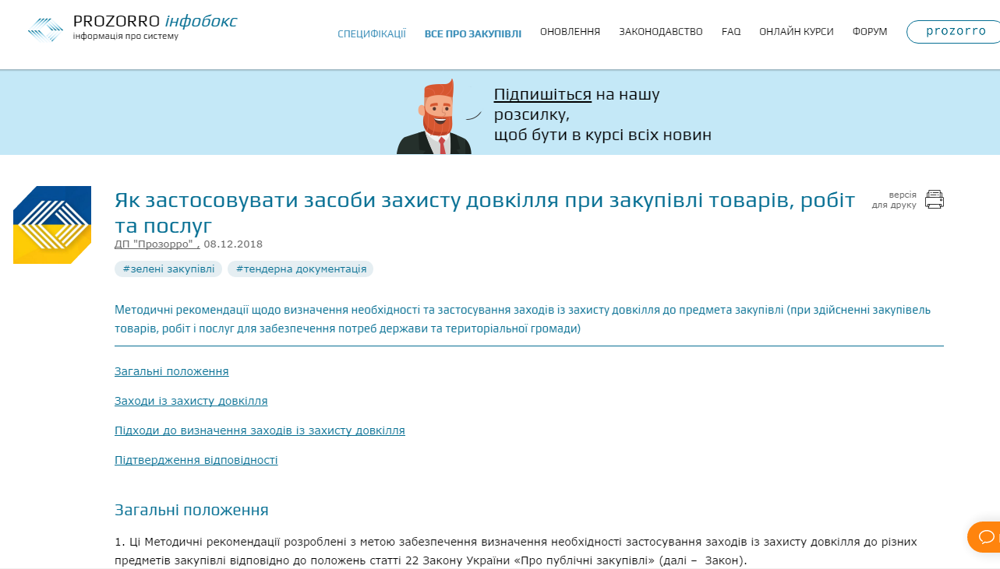 PROZORRO інфобокс
інформація про систему
СПЕЦИФІКАЦІЇ ВСЕ ПРО ЗАКУПІВЛІ ОНОВЛЕННЯ ЗАКОНОДАВСТВО FAQ ОНЛАЙН КУРСИ ФОРУМ prozorro
Підпишіться на нашу
розсилку,
щоб бути в курсі всіх новин
Як застосовувати засоби захисту довкілля при закупівлі товарів, робіт
та послуг
версія
для друку
ДП "Прозорро" , 08.12.2018
#зелені закупівлі #тендерна документація
Методичні рекомендації щодо визначення необхідності та застосування заходів із захисту довкілля до предмета закупівлі (при здійсненні закупівель
товарів, робіт і послуг для забезпечення потреб держави та територіальної громади)
Загальні положення
Заходи із захисту довкілля
Підходи до визначення заходів із захисту довкілля
Підтвердження відповідності
Загальні положення
1. Ці Методичні рекомендації розроблені з метою забезпечення визначення необхідності застосування заходів із захисту довкілля до різних
предметів закупівлі відповідно до положень статті 22 Закону України «Про публічні закупівлі» (далі –  Закон).